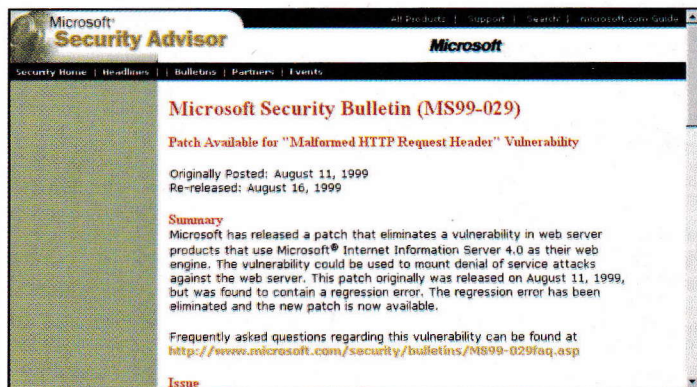 Microsoft®
Security Advisor
All Products | Support | Search | microsoft.com Guide
Microsoft
Security Home | Headlines | | Bulletins | Partners | Events
Microsoft Security Bulletin (MS99-029)
Patch Available for "Malformed HTTP Request Header" Vulnerability
Originally Posted: August 11, 1999
Re-released: August 16, 1999
Summary
Microsoft has released a patch that eliminates a vulnerability in web server
products that use Microsoft® Internet Information Server 4.0 as their web
engine. The vulnerability could be used to mount denial of service attacks
against the web server. This patch originally was released on August 11, 1999,
but was found to contain a regression error. The regression error has been
eliminated and the new patch is now available.
Frequently asked questions regarding this vulnerability can be found at
http://www.microsoft.com/security/bulletins/MS99-029faq.asp
Issue